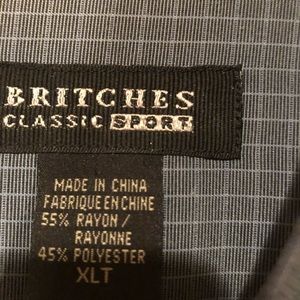 BRITCHES
CLASSIC SPORT
MADE IN CHINA
FABRIQUE EN CHINE
55% RAYON /
RAYONNE
45% POLYESTER
XLT